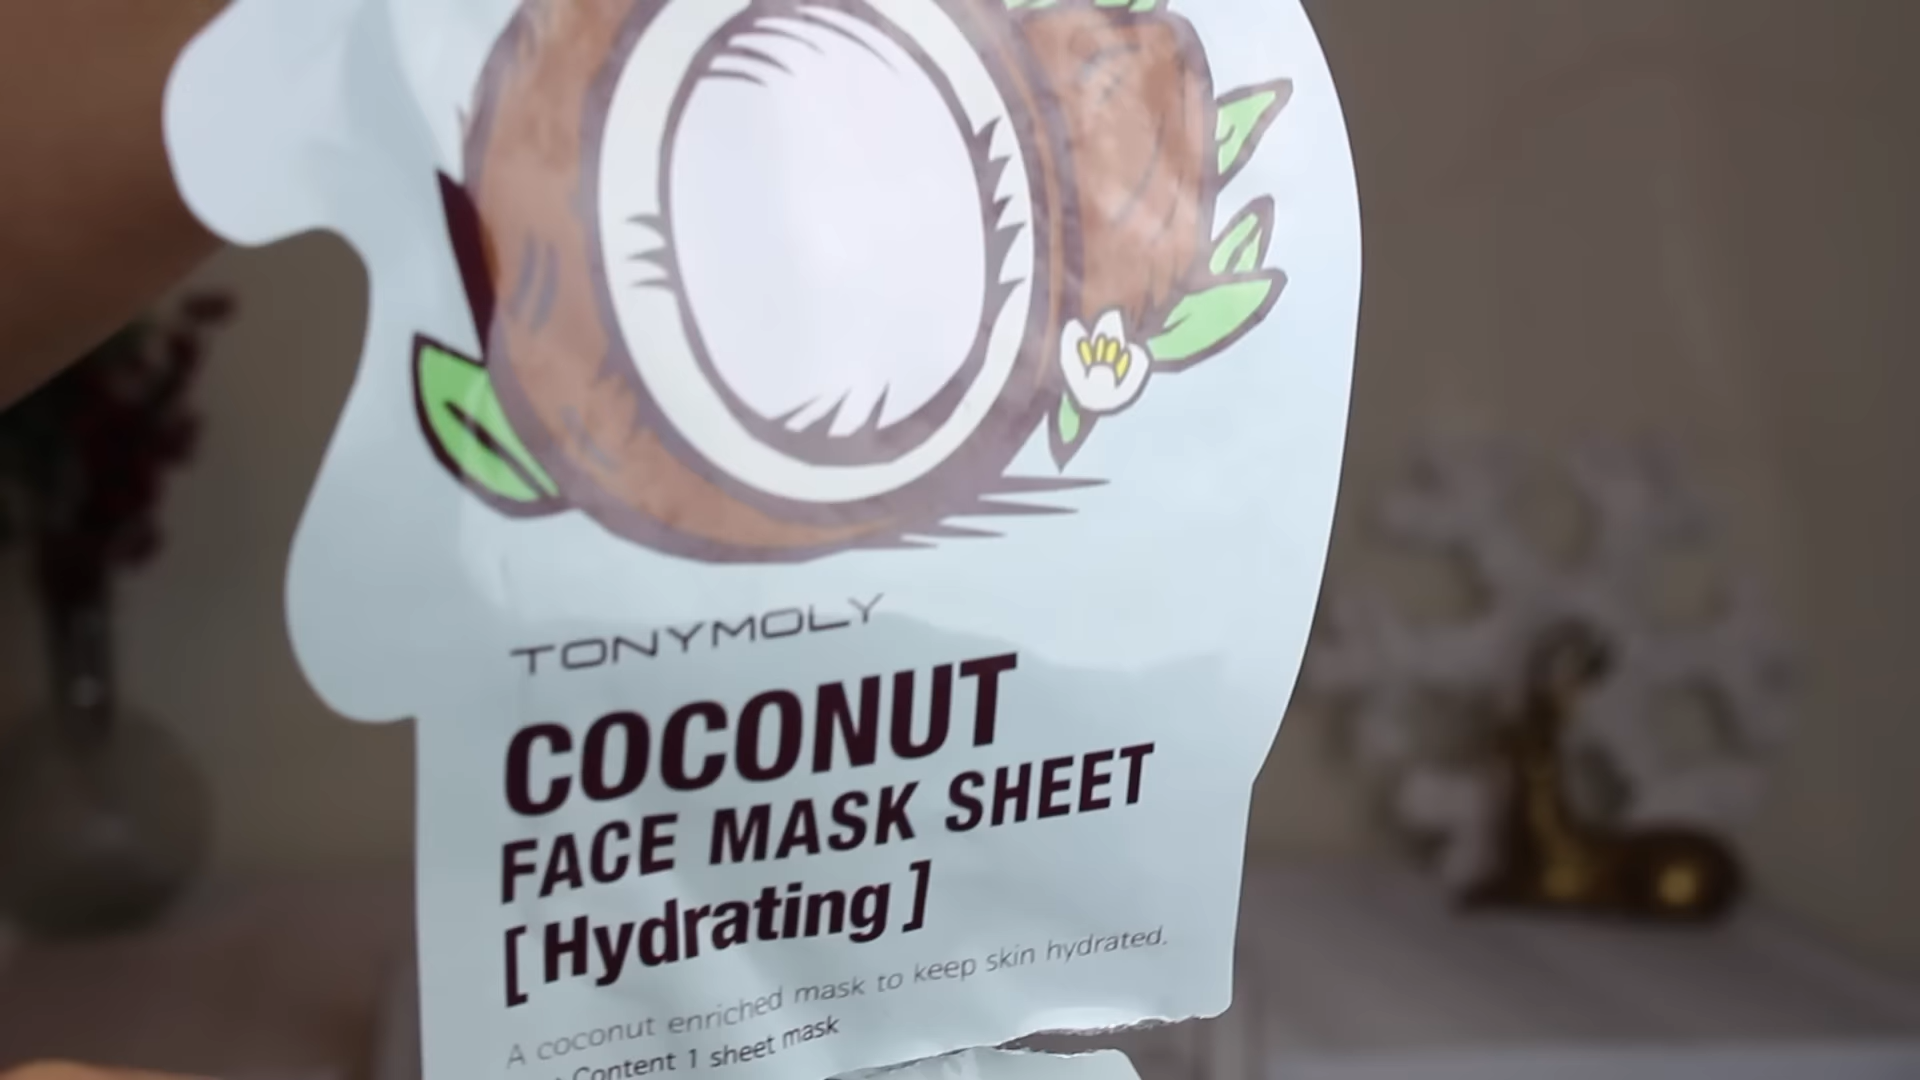 TONYMOLY
COCONUT
FACE MASK SHEET
[Hydrating]
A coconut enriched mask to keep skin hydrated.
Content 1 sheet mask